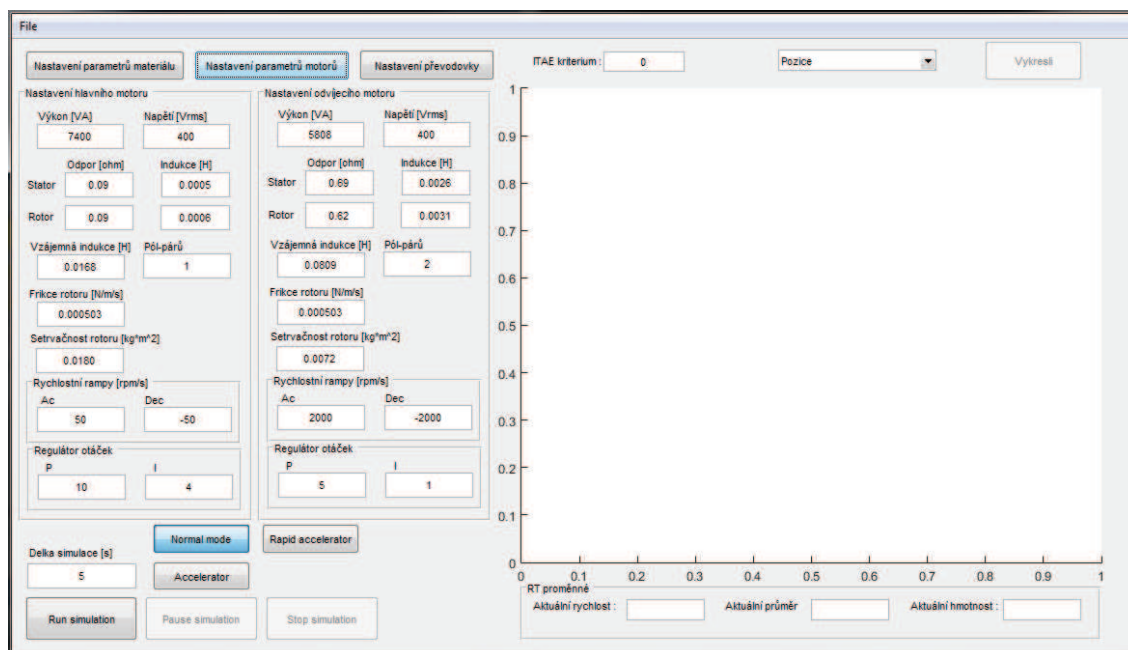 File
Nastavení parametrů materiálu Nastavení parametrů motorů Nastavení převodovky ITAE kriterium : 0 Pozice Vykresli
Nastavení hlavního motoru
Výkon [VA] Napětí [Vrms]
7400 400
Odpor [ohm] Indukce [H]
Stator 0.09 0.0005
Rotor 0.09 0.0006
Vzájemná indukce [H] Pól-párů
0.0168 1
Frikce rotoru [N/m/s]
0.000503
Setrvačnost rotoru [kg*m^2]
0.0180
Rychlostní rampy [rpm/s]
Ac Dec
50 -50
Regulátor otáček
P I
10 4
Nastavení odvíjecího motoru
Výkon [VA] Napětí [Vrms]
5808 400
Odpor [ohm] Indukce [H]
Stator 0.69 0.0026
Rotor 0.62 0.0031
Vzájemná indukce [H] Pól-párů
0.0809 2
Frikce rotoru [N/m/s]
0.000503
Setrvačnost rotoru [kg*m^2]
0.0072
Rychlostní rampy [rpm/s]
Ac Dec
2000 -2000
Regulátor otáček
P I
5 1
Normal mode Rapid accelerator
Delka simulace [s]
5 Accelerator
Run simulation Pause simulation Stop simulation
1
0.9
0.8
0.7
0.6
0.5
0.4
0.3
0.2
0.1
0
0 0.1 0.2 0.3 0.4 0.5 0.6 0.7 0.8 0.9 1
RT proměnné
Aktuální rychlost : Aktuální průměr Aktuální hmotnost :